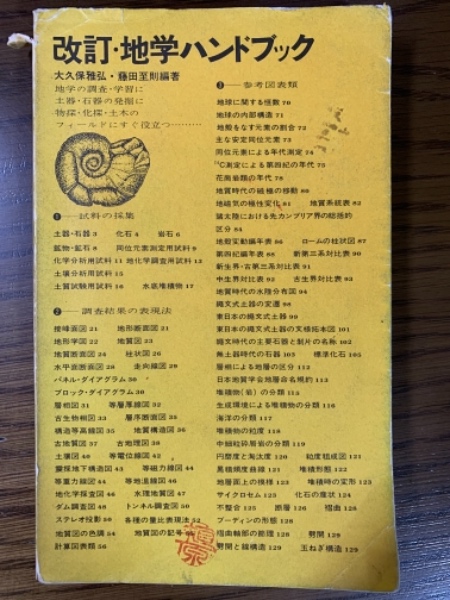 改訂・地学ハンドブック
大久保雅弘・藤田至則編著
地学の調査・学習に
土器・石器の発掘に
物探・化探・土木の
フィールドにすぐ役立つ………
❶──試料の採集
土器・石器 3 化石 4 岩石 6
鉱物・鉱石 8 同位元素測定用試料 9
化学分析用試料 11 地化学調査用試料 13
土壌分析用試料 15
土質試験用試料 16 水底堆積物 17
❷──調査結果の表現法
稜峰面図 21 地形断面図 21
地形学図 22 地質図 23
地質断面図 24 柱状図 26
水平面断面図 28 走向線図 29
パネル・ダイアグラム 30
ブロック・ダイアグラム 30
層相図 31 等層厚線図 32
古生物相図 33 層序断面図 35
構造等高線図 35 地質構造図 36
古地質図 37 古地理図 38
土壌図 40 等電位線図 42
震探地下構造図 43 等磁力線図 44
等重力線図 44 等地温線図 46
地化学探査図 46 水理地質図 47
ダム調査図 48 トンネル調査図 50
ステレオ投影 50 各種の量比表現法 52
地質図の色調 54 地質図の記号
計算図表類 56
❸──参考図表類
地球に関する恒数 70
地球の内部構造 71
地殻をなす元素の割合 72
主な安定同位元素 73
同位元素による年代測定 74
¹⁴C測定による第四紀の年代 75
花崗岩類の年代 78
地質時代の磁極の移動 80
地磁気の極性変化 81 地質系統表 82
諸大陸における先カンブリア界の総括的
区分 84
地殻変動編年表 86 ロームの柱状図 87
第四紀編年表 88 新第三系対比表 90
新生界・古第三系対比表 91
中生界対比表 92 古生界対比表 93
地質時代の水陸分布図 94
縄文式土器の変遷 98
東日本の縄文式土器 99
東日本の縄文式土器の文様拓本図 101
縄文時代の主要石器と製片の名称 102
無土器時代の石器 103 標準化石 105
層相による地層の区分 112
日本地質学会地層命名規約 113
堆積物(岩)の分類 115
生成環境による堆積物の分類 116
海洋の分類 117
堆積物の粒度 118
中細粒砕屑岩の分類 119
円磨度と淘汰度 120 粒度組成図 121
累積頻度曲線 121 堆積形態 122
地層面上の模様 123 堆積時の変形 123
サイクロセム 123 化石の産状 124
不整合 125 断層 126 褶曲 128
ブーディンの形態 128
褶曲軸部の節理 128 劈開 129
劈開と線構造 129 玉ねぎ構造 129